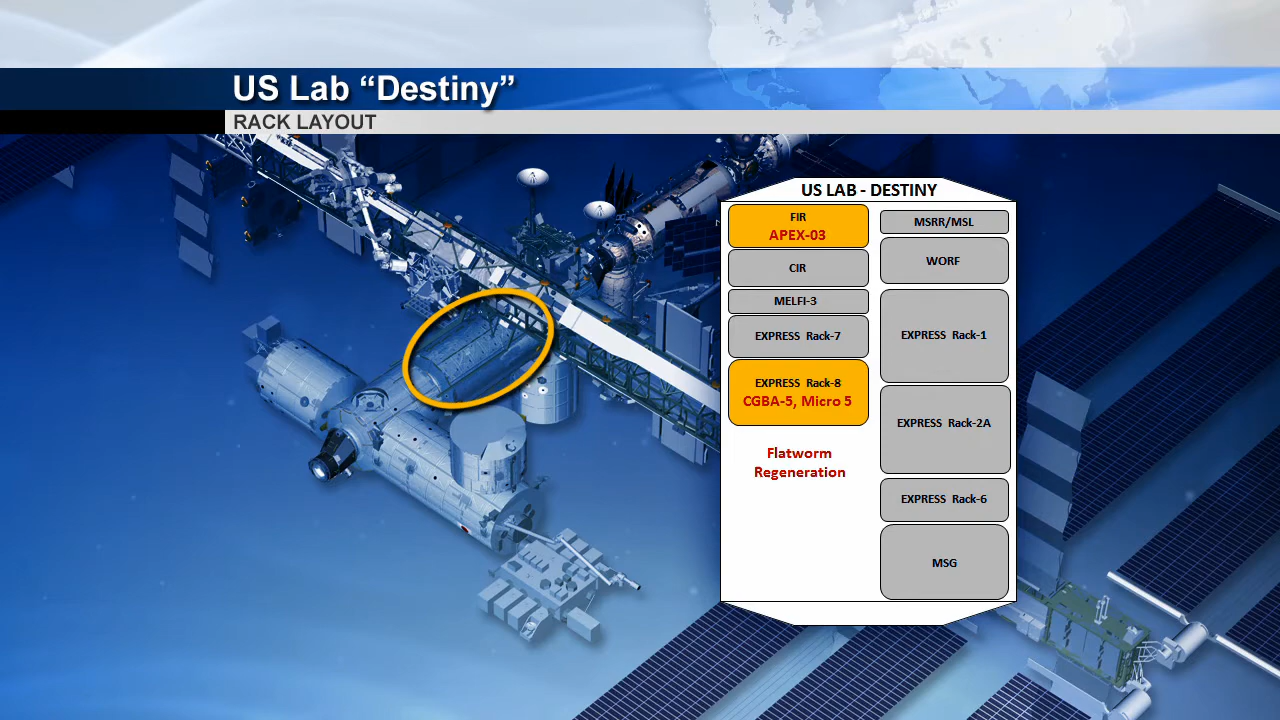 US Lab “Destiny”
RACK LAYOUT
US LAB - DESTINY
FIR
APEX-03
CIR
MELFI-3
EXPRESS Rack-7
EXPRESS Rack-8
CGBA-5, Micro 5
Flatworm
Regeneration
MSRR/MSL
WORF
EXPRESS Rack-1
EXPRESS Rack-2A
EXPRESS Rack-6
MSG